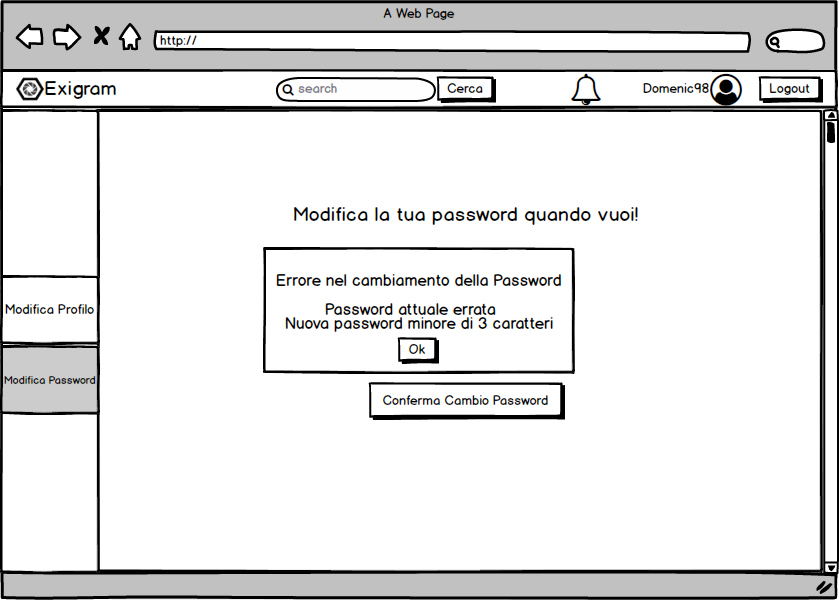 A Web Page
http://
Exigram
search
Cerca
Domenic98
Logout
Modifica la tua password quando vuoi!
Errore nel cambiamento della Password
Modifica Profilo
Password attuale errata
Nuova password minore di 3 caratteri
Ok
Modifica Password
Conferma Cambio Password